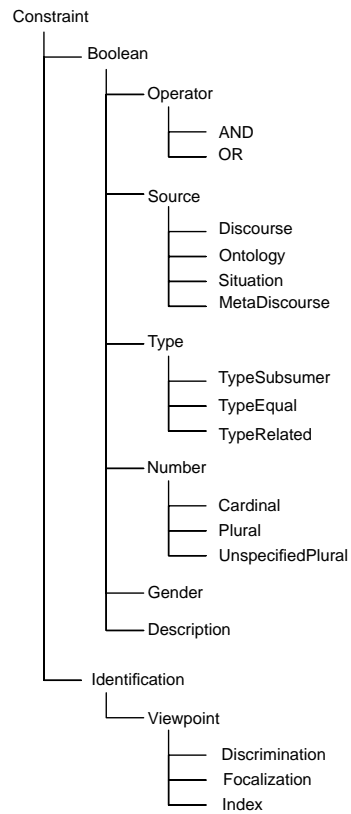 Constraint
Boolean
Operator
AND
OR
Source
Discourse
Ontology
Situation
MetaDiscourse
Type
TypeSubsumer
TypeEqual
TypeRelated
Number
Cardinal
Plural
UnspecifiedPlural
Gender
Description
Identification
Viewpoint
Discrimination
Focalization
Index